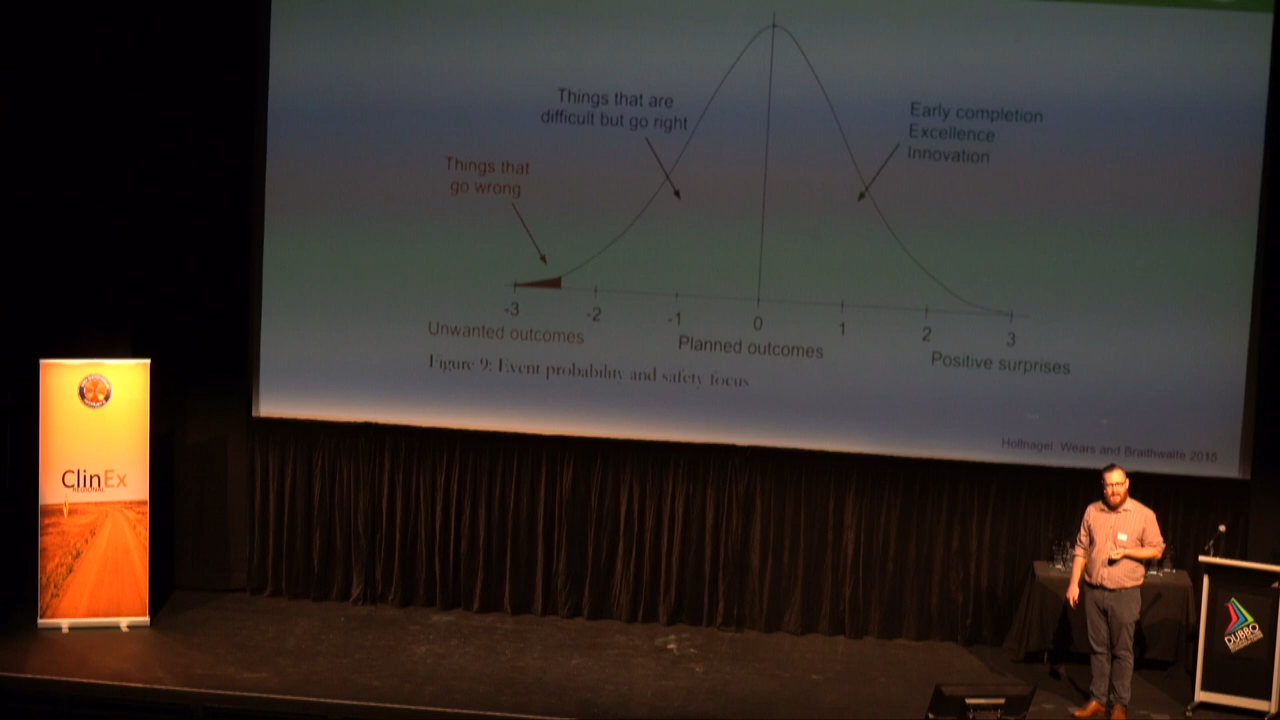 Things that are
difficult but go right
Early completion
Excellence
Innovation
Things that
go wrong
-3
-2
-1
0
1
2
3
Unwanted outcomes
Planned outcomes
Positive surprises
Figure 9: Event probability and safety focus
Hollnagel, Wears and Braithwaite 2015
ClinEx
REGIONAL
DUBBO